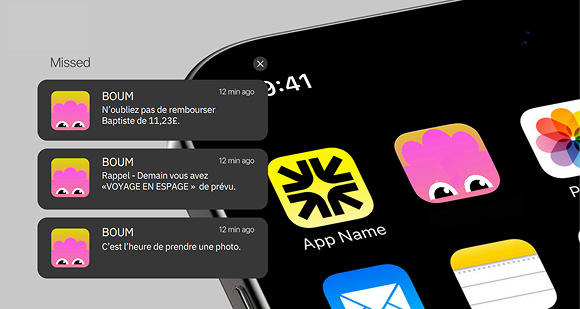 Missed
9:41
BOUM
12 min ago
N'oubliez pas de rembourser
Baptiste de 11,23£.
BOUM
12 min ago
Rappel - Demain vous avez
«VOYAGE EN ESPAGE » de prévu.
BOUM
12 min ago
C'est l'heure de prendre une photo.
App Name